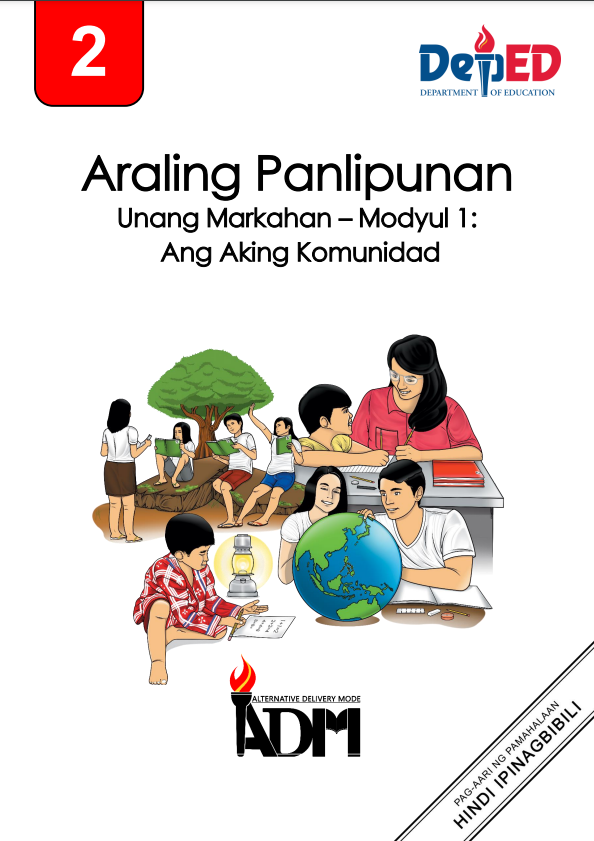 2
DepED
DEPARTMENT OF EDUCATION
Araling Panlipunan
Unang Markahan – Modyul 1:
Ang Aking Komunidad
ALTERNATIVE DELIVERY MODE
ADM
PAG-AARI NG PAMAHALAAN
HINDI IPINAGBIBILI